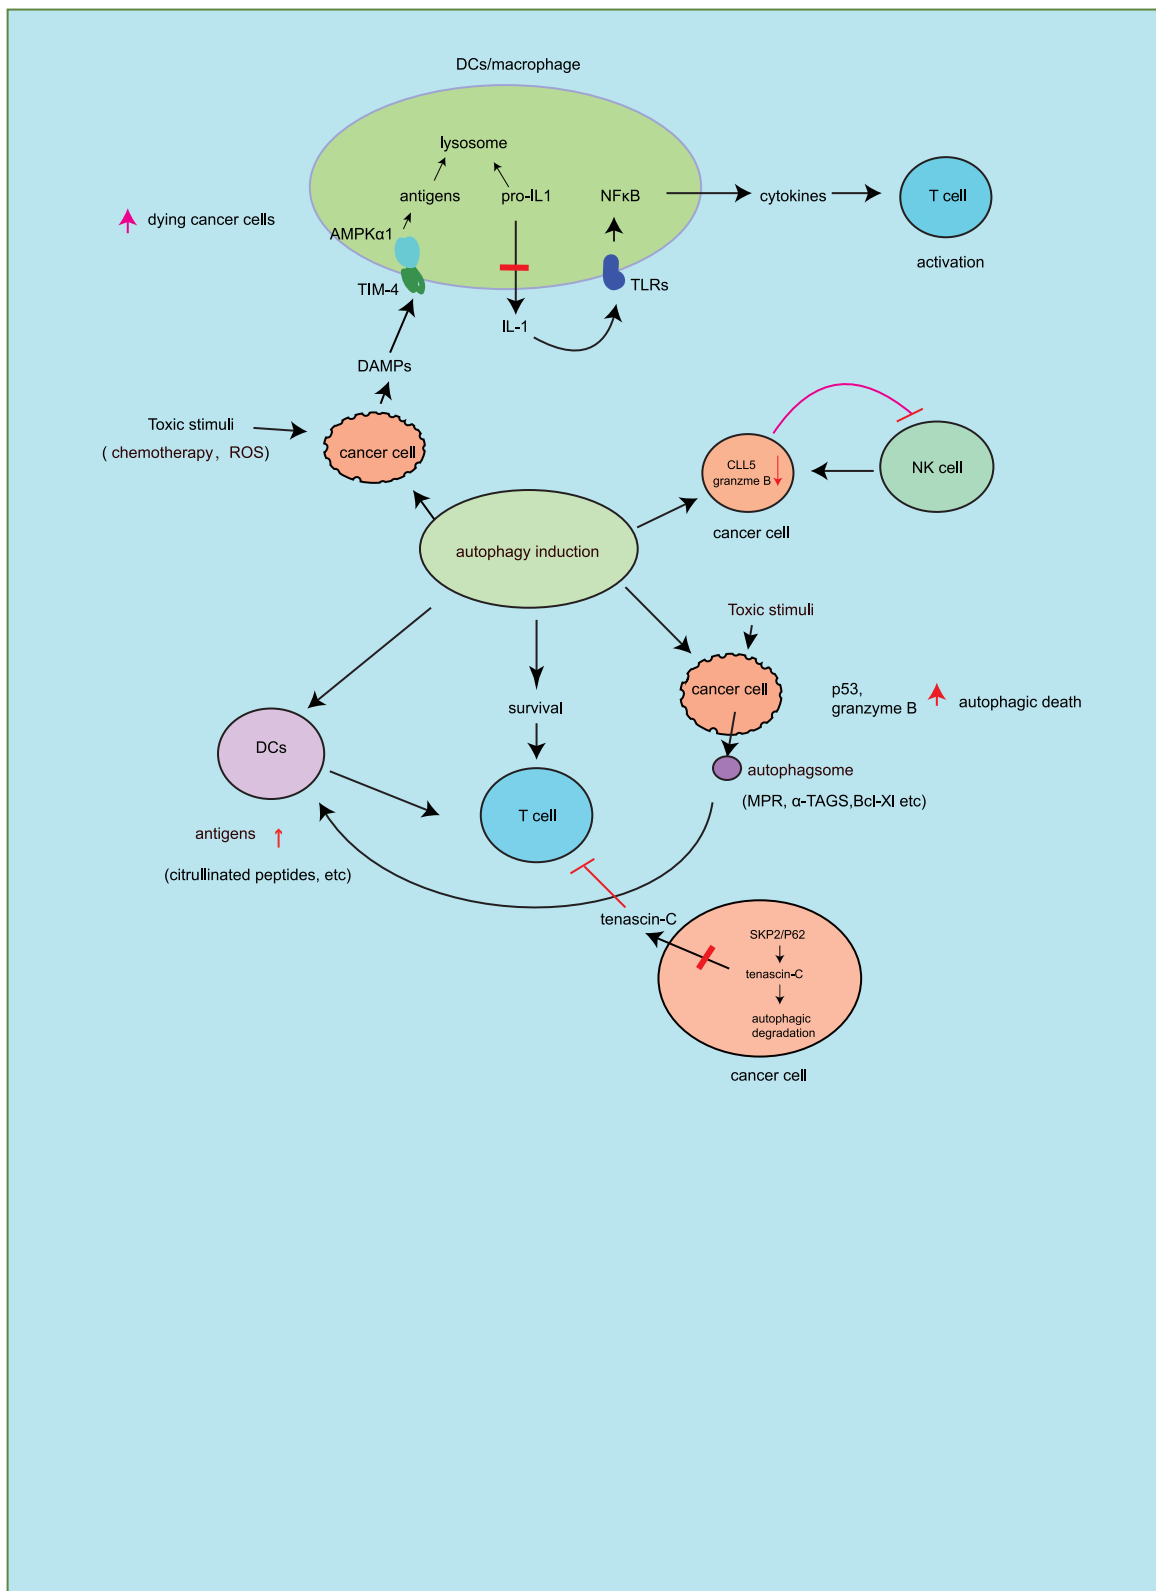 DCs/macrophage
lysosome
antigens
pro-IL1
NFκB
cytokines
T cell
activation
dying cancer cells
AMPKα1
TIM-4
TLRs
IL-1
DAMPs
Toxic stimuli
( chemotherapy, ROS)
cancer cell
CLL5
granzme B
NK cell
cancer cell
autophagy induction
Toxic stimuli
cancer cell
p53,
granzyme B
autophagic death
survival
DCs
autophagsome
(MPR, α-TAGS,Bcl-XI etc)
T cell
antigens
(citrullinated peptides, etc)
tenascin-C
SKP2/P62
tenascin-C
autophagic
degradation
cancer cell